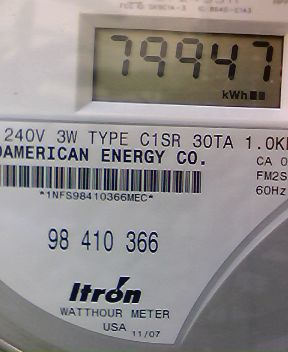 79947
kWh
240V 3W TYPE C1SR 30TA 1.0K
AMERICAN ENERGY CO.
CA 0
FM2S
60Hz
*1NFS98410366MEC*
98 410 366
Itron
WATTHOUR METER
USA 11/07